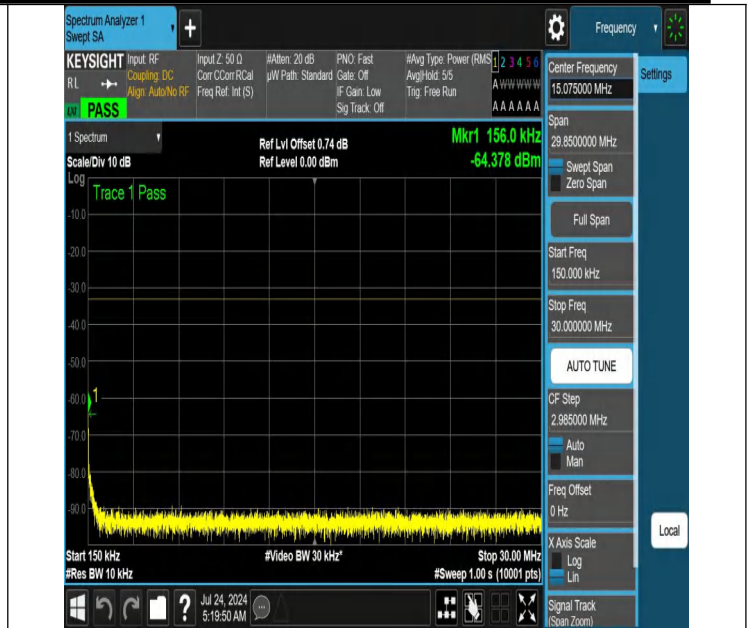 Spectrum Analyzer 1
Swept SA
+
Frequency
KEYSIGHT
RL
PASS
Input: RF
Coupling: DC
Align: Auto/No RF
Input Z: 50 Ω
Corr CCorr RCal
Freq Ref: Int (S)
#Atten: 20 dB
µW Path: Standard
PNO: Fast
Gate: Off
IF Gain: Low
Sig Track: Off
#Avg Type: Power (RMS
Avg|Hold: 5/5
Trig: Free Run
1 2 3 4 5 6
A W W W W W
A A A A A A
Center Frequency
15.075000 MHz
Settings
Span
29.8500000 MHz
Swept Span
Zero Span
Full Span
Start Freq
150.000 kHz
Stop Freq
30.000000 MHz
AUTO TUNE
CF Step
2.985000 MHz
Auto
Man
Freq Offset
0 Hz
X Axis Scale
Log
Lin
Signal Track
(Span Zoom)
Local
1 Spectrum
Scale/Div 10 dB
Ref Lvl Offset 0.74 dB
Ref Level 0.00 dBm
Mkr1 156.0 kHz
-64.378 dBm
Log
Trace 1 Pass
-10.0
-20.0
-30.0
-40.0
-50.0
-60.0
1
-70.0
-80.0
-90.0
Start 150 kHz
#Video BW 30 kHz*
Stop 30.00 MHz
#Res BW 10 kHz
#Sweep 1.00 s (10001 pts)
?
Jul 24, 2024
5:19:50 AM